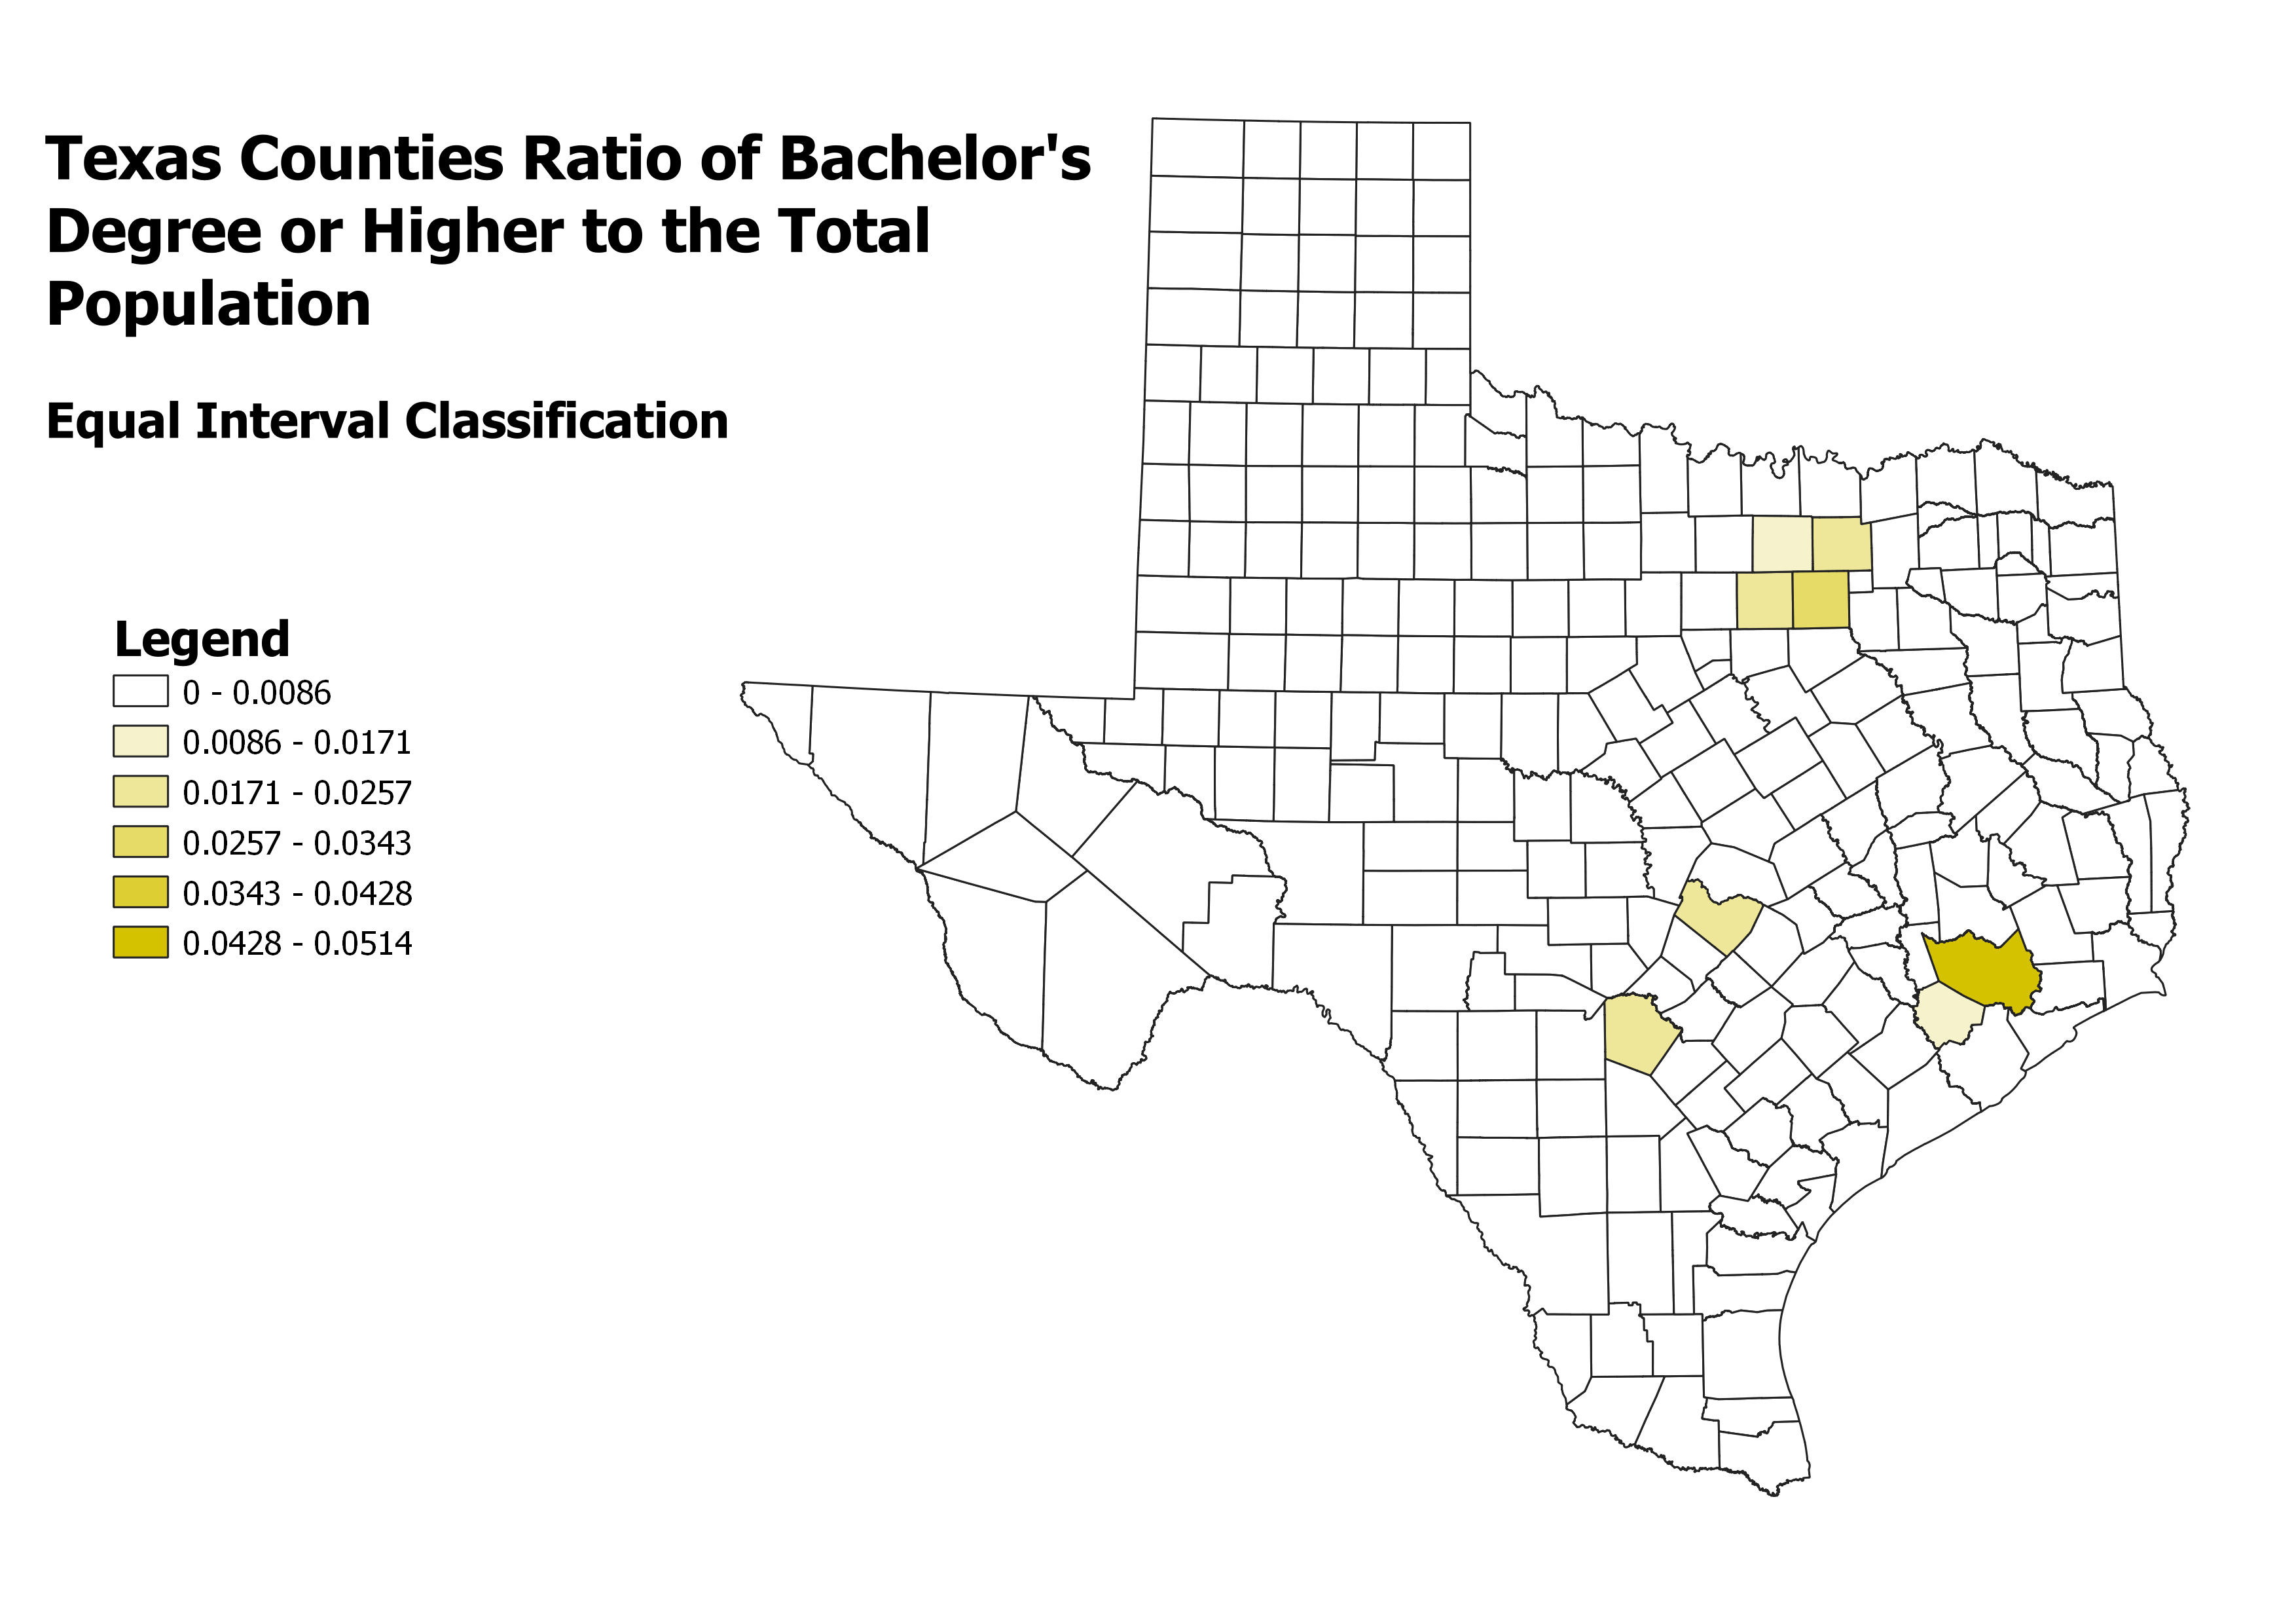 Texas Counties Ratio of Bachelor's
Degree or Higher to the Total
Population
Equal Interval Classification
Legend
0 - 0.0086
0.0086 - 0.0171
0.0171 - 0.0257
0.0257 - 0.0343
0.0343 - 0.0428
0.0428 - 0.0514